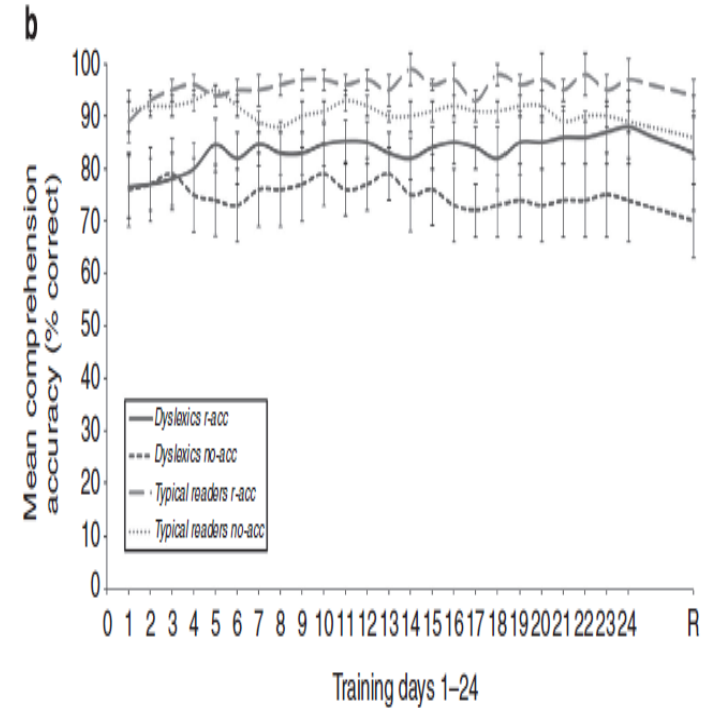 b
Mean comprehension
accuracy (% correct)
100
90
80
70
60
50
40
30
20
10
0
Dyslexics r-acc
Dyslexics no-acc
Typical readers r-acc
Typical readers no-acc
0 1 2 3 4 5 6 7 8 9 10 11 12 13 14 15 16 17 18 19 20 21 22 23 24 R
Training days 1–24